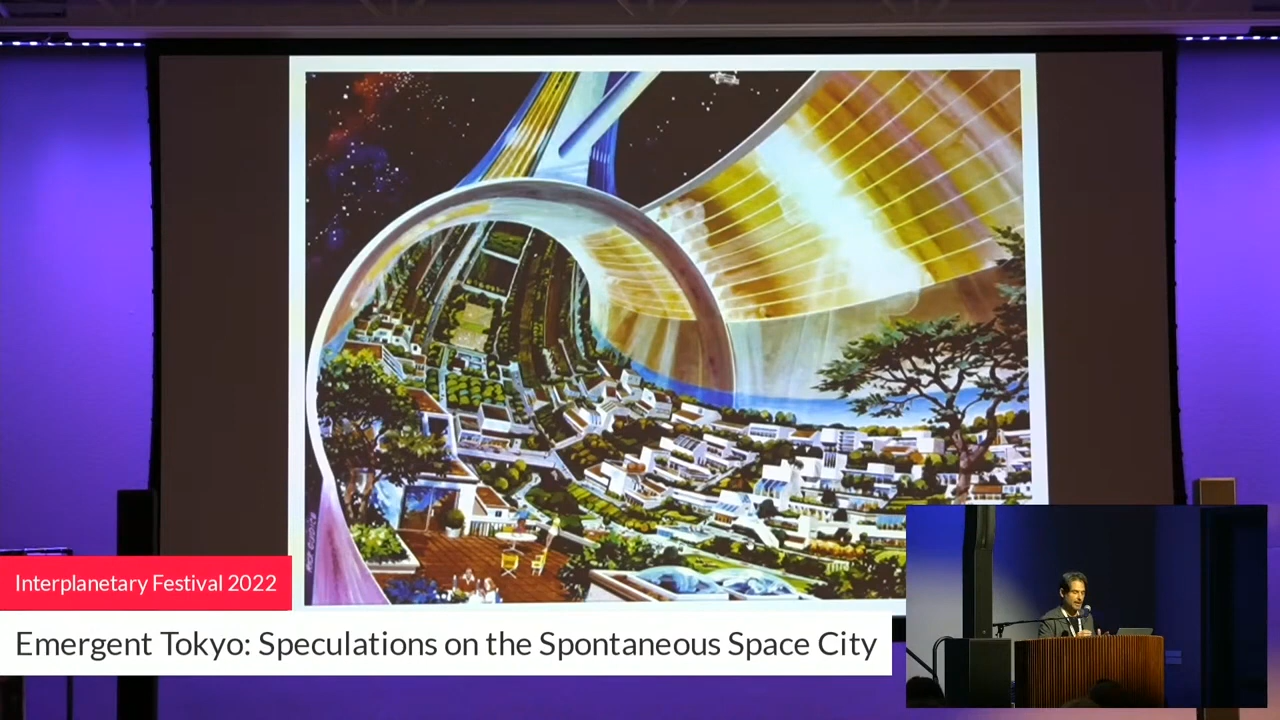 Interplanetary Festival 2022
Emergent Tokyo: Speculations on the Spontaneous Space City